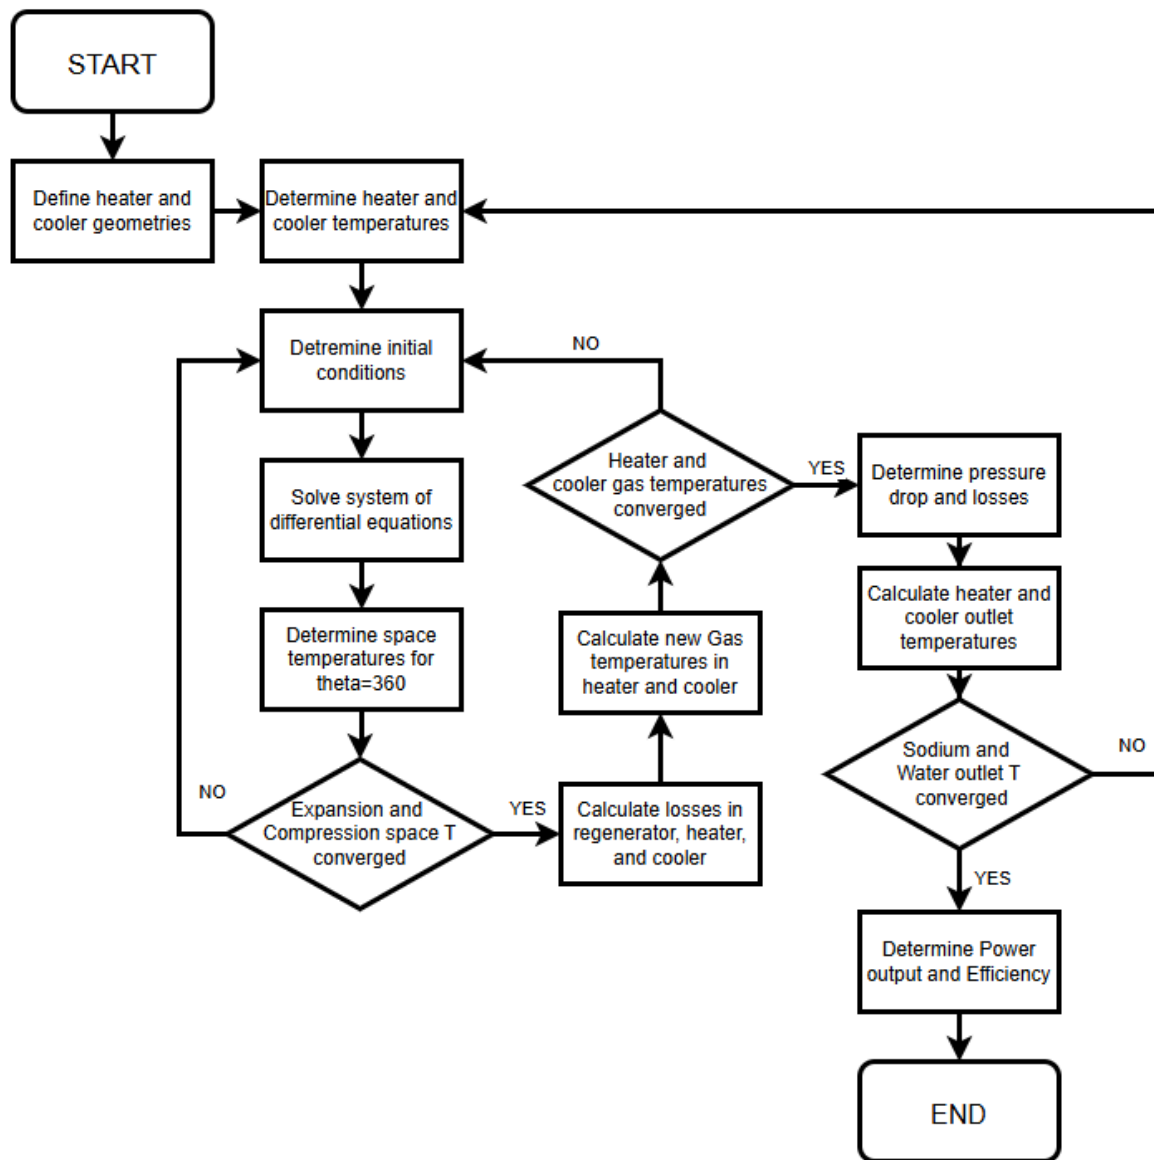 START
Define heater and
cooler geometries
Determine heater and
cooler temperatures
Detremine initial
conditions
Solve system of
differential equations
Determine space
temperatures for
theta=360
Expansion and
Compression space T
converged
NO
YES
Calculate losses in
regenerator, heater,
and cooler
Calculate new Gas
temperatures in
heater and cooler
Heater and
cooler gas temperatures
converged
NO
YES
Determine pressure
drop and losses
Calculate heater and
cooler outlet
temperatures
Sodium and
Water outlet T
converged
NO
YES
Determine Power
output and Efficiency
END